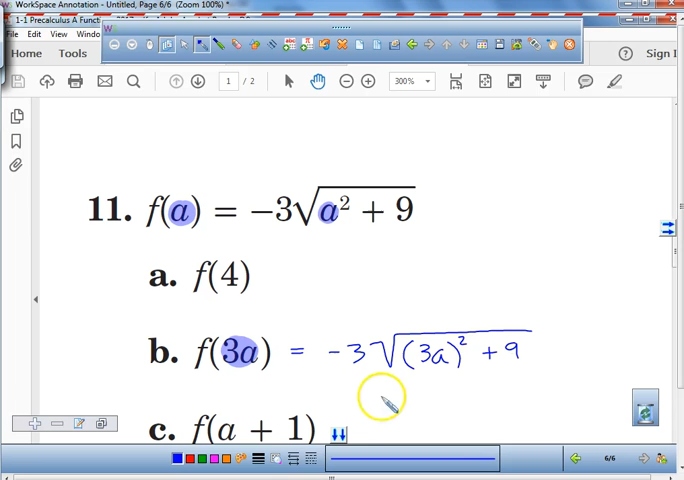 WorkSpace Annotation - Untitled, Page 6/6 (Zoom 100%) *
1-1 Precalculus A Funct
File Edit View Windo
Home Tools
Sign I
1 / 2
300%
11. f(a) = −3√(a² + 9)
a. f(4)
b. f(3a) = −3√((3a)² + 9)
c. f(a + 1)
6/6